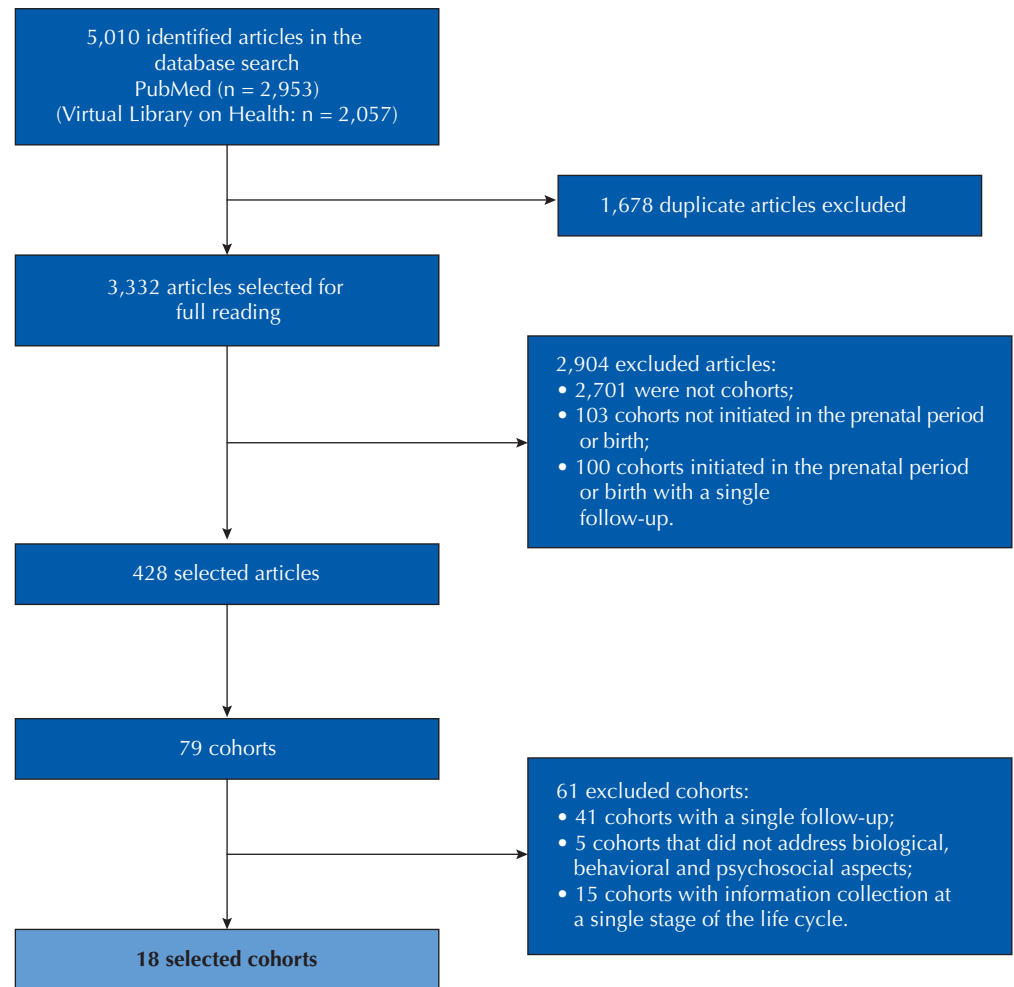 5,010 identified articles in the
database search
PubMed (n = 2,953)
(Virtual Library on Health: n = 2,057)
1,678 duplicate articles excluded
3,332 articles selected for
full reading
2,904 excluded articles:
• 2,701 were not cohorts;
• 103 cohorts not initiated in the prenatal period
or birth;
• 100 cohorts initiated in the prenatal period
or birth with a single
follow-up.
428 selected articles
79 cohorts
61 excluded cohorts:
• 41 cohorts with a single follow-up;
• 5 cohorts that did not address biological,
behavioral and psychosocial aspects;
• 15 cohorts with information collection at
a single stage of the life cycle.
18 selected cohorts